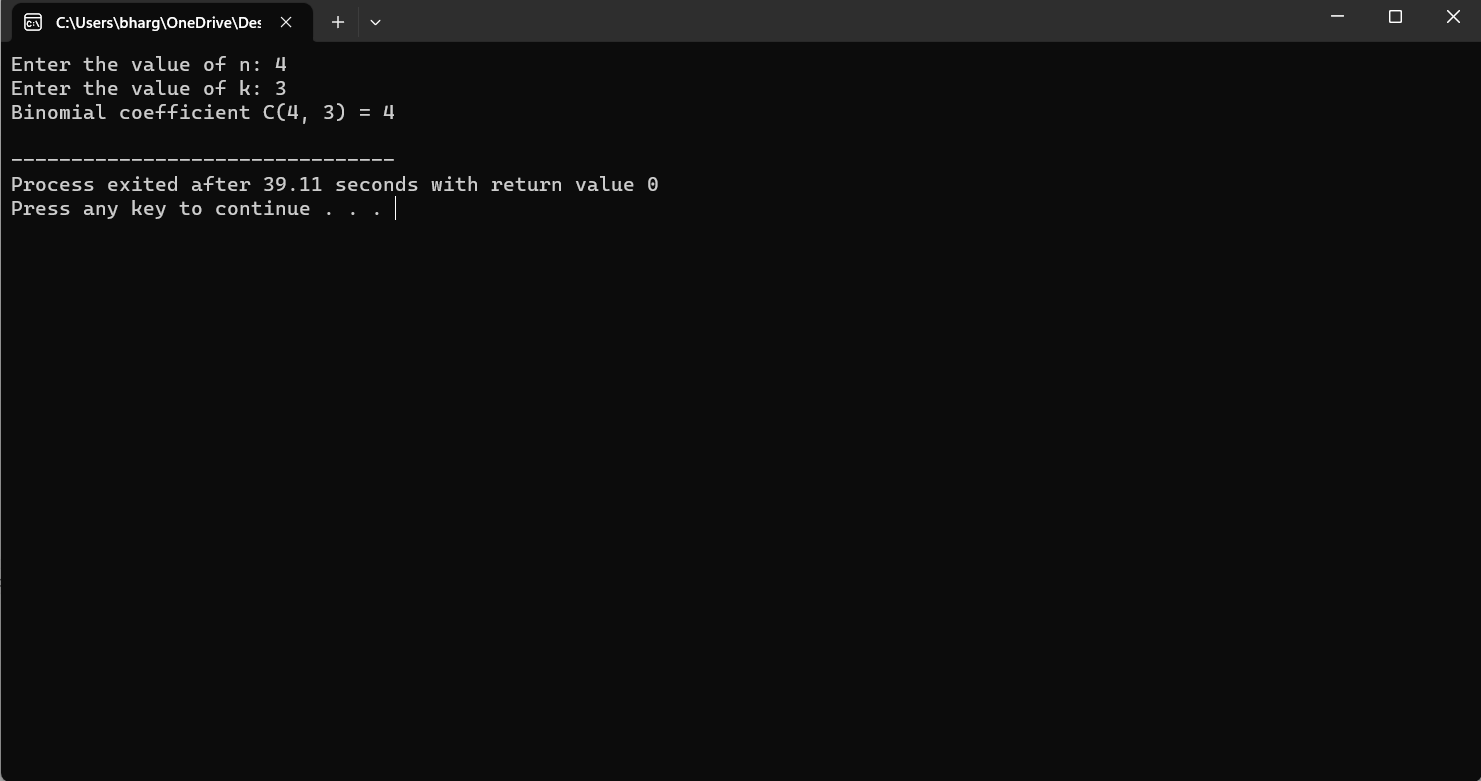 C:\Users\bharg\OneDrive\Des
Enter the value of n: 4
Enter the value of k: 3
Binomial coefficient C(4, 3) = 4
--------------------------------
Process exited after 39.11 seconds with return value 0
Press any key to continue . . .